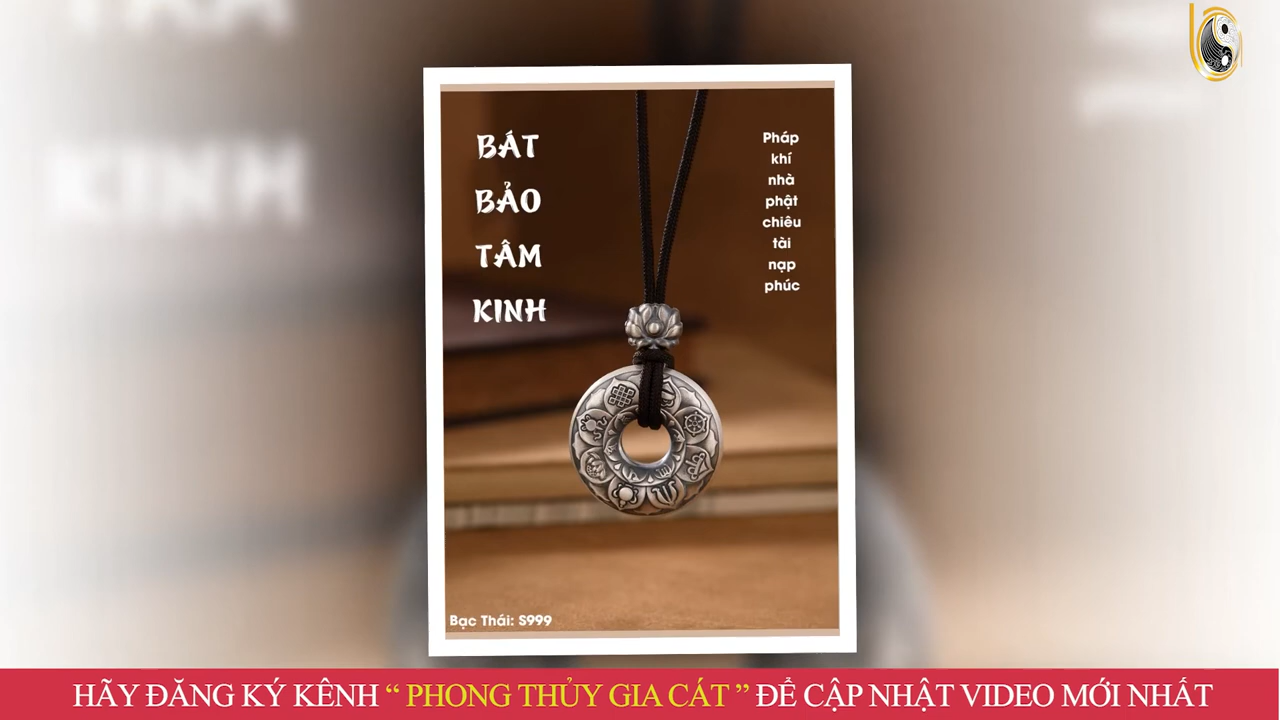 BÁT
BẢO
TÂM
KINH
Pháp
khí
nhà
phật
chiêu
tài
nạp
phúc
Bạc Thái: S999
HÃY ĐĂNG KÝ KÊNH “ PHONG THỦY GIA CÁT ” ĐỂ CẬP NHẬT VIDEO MỚI NHẤT